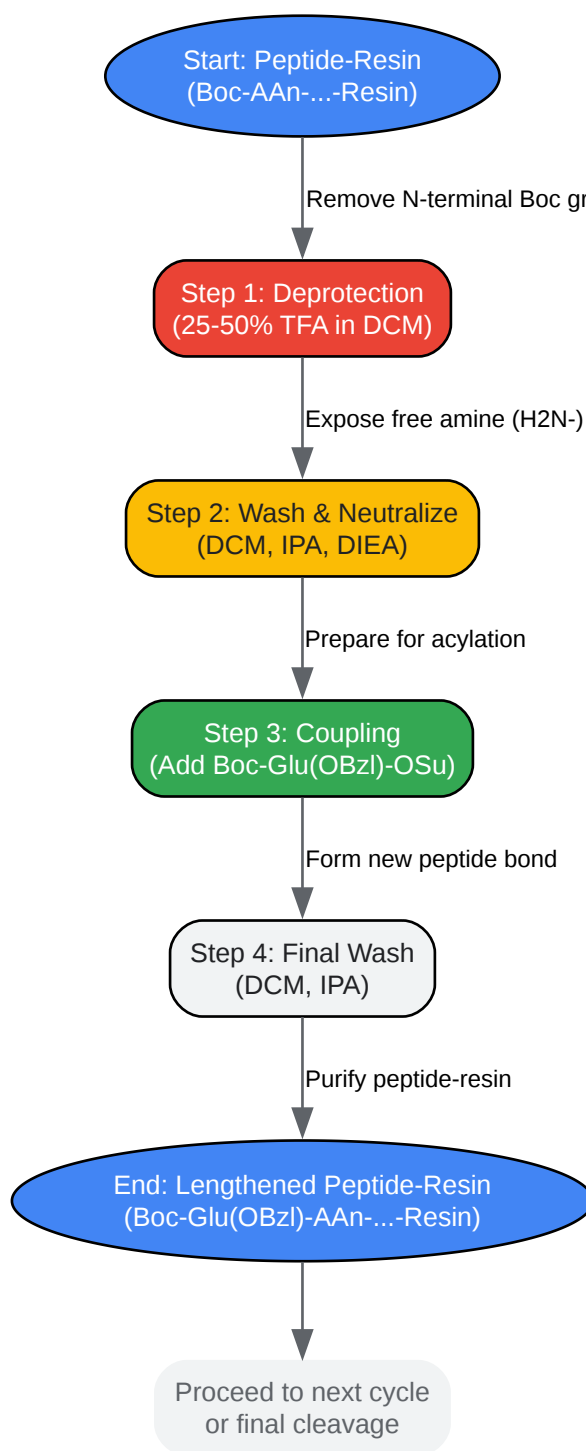 Start: Peptide-Resin
(Boc-AAn-...-Resin)
Remove N-terminal Boc gr
Step 1: Deprotection
(25-50% TFA in DCM)
Expose free amine (H2N-)
Step 2: Wash & Neutralize
(DCM, IPA, DIEA)
Prepare for acylation
Step 3: Coupling
(Add Boc-Glu(OBzl)-OSu)
Form new peptide bond
Step 4: Final Wash
(DCM, IPA)
Purify peptide-resin
End: Lengthened Peptide-Resin
(Boc-Glu(OBzl)-AAn-...-Resin)
Proceed to next cycle
or final cleavage